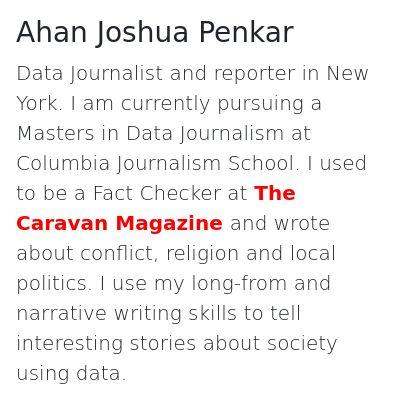 Ahan Joshua Penkar
Data Journalist and reporter in New
York. I am currently pursuing a
Masters in Data Journalism at
Columbia Journalism School. I used
to be a Fact Checker at The
Caravan Magazine and wrote
about conflict, religion and local
politics. I use my long-from and
narrative writing skills to tell
interesting stories about society
using data.